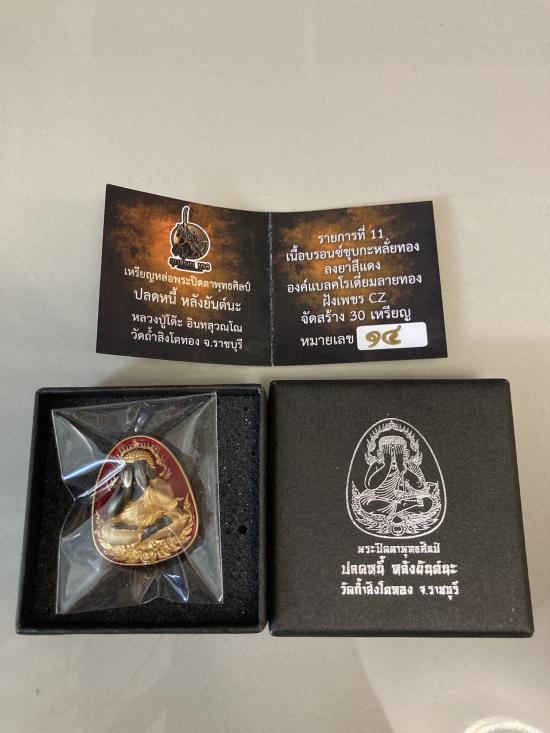 เหรียญหล่อพระปิดตาพุทธศิลป์
ปลดหนี้ หลังยันต์นะ
หลวงปู่โต๊ะ อินทสุวณฺโณ
วัดถ้ำสิงโตทอง จ.ราชบุรี
รายการที่ 11
เนื้อบรอนซ์ชุบกะหลั่ยทอง
ลงยาสีแดง
องค์แบลคโรเดี่ยมลายทอง
ฝังเพชร CZ
จัดสร้าง 30 เหรียญ
หมายเลข ๑๔
พระปิดตาพุทธศิลป์
ปลดหนี้ หลังยันต์นะ
วัดถ้ำสิงโตทอง จ.ราชบุรี